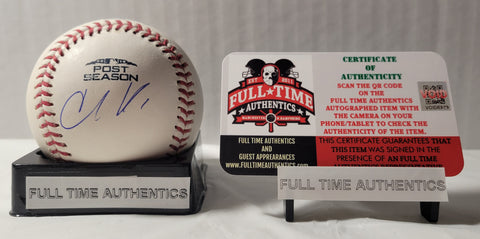 POST
SEASON
FULL TIME AUTHENTICS
EST 2011
FULL TIME
AUTHENTICS
FULL TIME AUTHENTICS
AND
GUEST APPREARANCES
www.FULLTIMEAUTHENTICS.com
CERTIFICATE
OF
AUTHENTICITY
SCAN THE QR CODE
ON THE
FULL TIME AUTHENTICS
AUTOGRAPHED ITEM WITH
THE CAMERA ON YOUR
PHONE/TABLET TO CHECK THE
AUTHENTICITY OF THE ITEM.
THIS CERTIFICATE GUARANTEES THAT
THIS ITEM WAS SIGNED IN THE
PRESENCE OF AN FULL TIME
FULL TIME AUTHENTICS